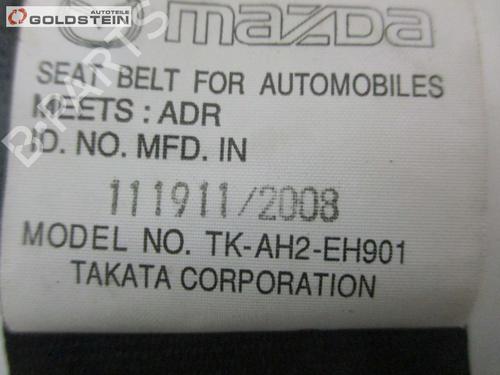 Autoteile
GOLDSTEIN
mazda
SEAT BELT FOR AUTOMOBILES
MEETS : ADR
ID. NO. MFD. IN
111911/2008
MODEL NO. TK-AH2-EH901
TAKATA CORPORATION
B-PARTS